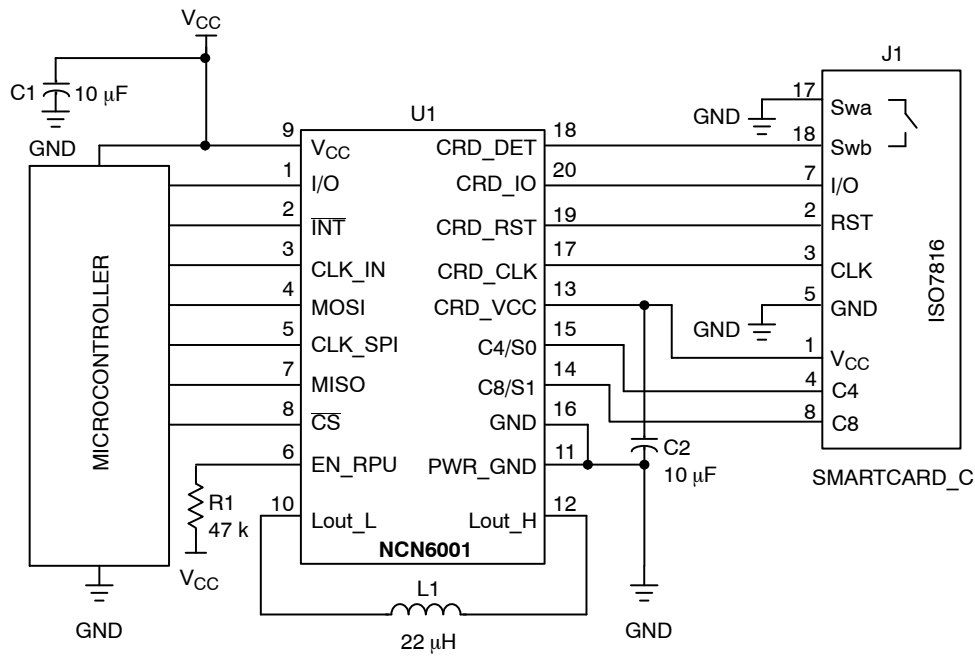 VCC
C1
10 μF
GND
MICROCONTROLLER
GND
U1
9
VCC
1
I/O
2
INT
3
CLK_IN
4
MOSI
5
CLK_SPI
7
MISO
8
CS
6
EN_RPU
10
Lout_L
R1
47 k
VCC
CRD_DET
18
CRD_IO
20
CRD_RST
19
CRD_CLK
17
CRD_VCC
13
C4/S0
15
C8/S1
14
GND
16
PWR_GND
11
Lout_H
12
NCN6001
L1
22 μH
C2
10 μF
GND
J1
GND
17
Swa
18
Swb
7
I/O
2
RST
3
CLK
GND
5
GND
1
VCC
4
C4
8
C8
ISO7816
SMARTCARD_C